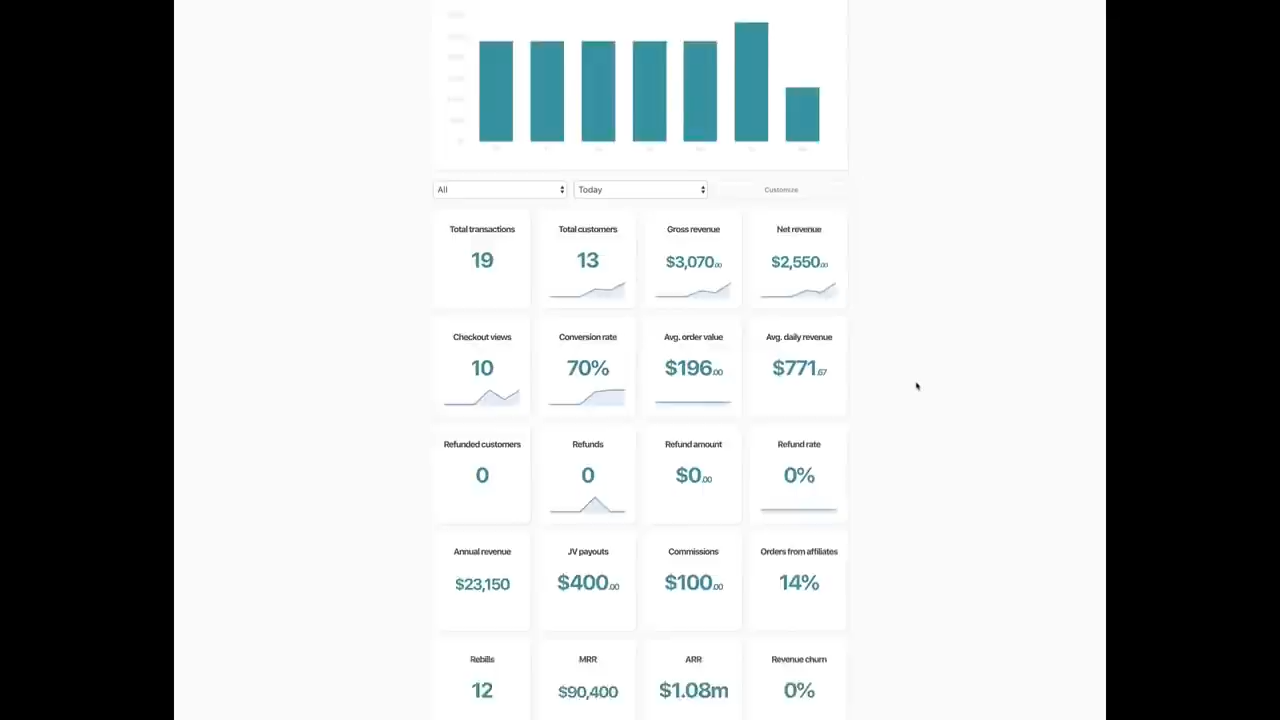 All Today Customize
Total transactions Total customers Gross revenue Net revenue
19 13 $3,070.00 $2,550.00
Checkout views Conversion rate Avg. order value Avg. daily revenue
10 70% $196.00 $771.67
Refunded customers Refunds Refund amount Refund rate
0 0 $0.00 0%
Annual revenue JV payouts Commissions Orders from affiliates
$23,150 $400.00 $100.00 14%
Rebills MRR ARR Revenue churn
12 $90,400 $1.08m 0%